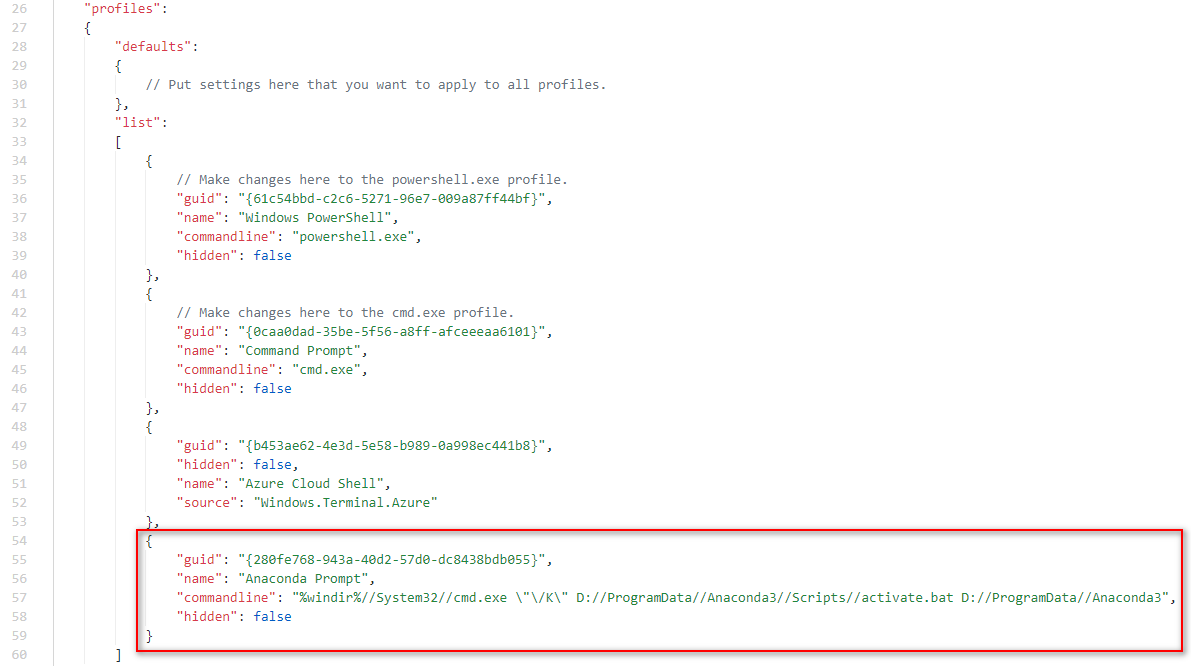 26 "profiles":
27 {
28 "defaults":
29 {
30 // Put settings here that you want to apply to all profiles.
31 },
32 "list":
33 [
34 {
35 // Make changes here to the powershell.exe profile.
36 "guid": "{61c54bbd-c2c6-5271-96e7-009a87ff44bf}",
37 "name": "Windows PowerShell",
38 "commandline": "powershell.exe",
39 "hidden": false
40 },
41 {
42 // Make changes here to the cmd.exe profile.
43 "guid": "{0caa0dad-35be-5f56-a8ff-afceeeaa6101}",
44 "name": "Command Prompt",
45 "commandline": "cmd.exe",
46 "hidden": false
47 },
48 {
49 "guid": "{b453ae62-4e3d-5e58-b989-0a998ec441b8}",
50 "hidden": false,
51 "name": "Azure Cloud Shell",
52 "source": "Windows.Terminal.Azure"
53 },
54 {
55 "guid": "{280fe768-943a-40d2-57d0-dc8438bdb055}",
56 "name": "Anaconda Prompt",
57 "commandline": "%windir%//System32//cmd.exe \"\/K\" D://ProgramData//Anaconda3//Scripts//activate.bat D://ProgramData//Anaconda3",
58 "hidden": false
59 }
60 ]